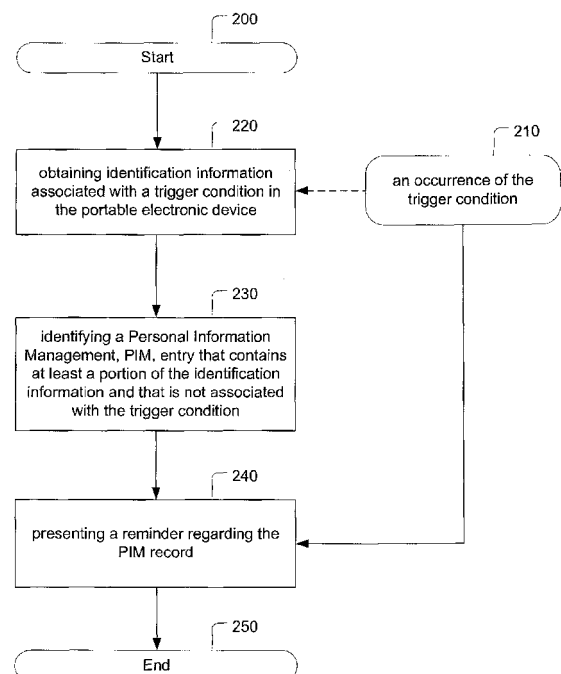 200
Start
220
obtaining identification information
associated with a trigger condition in
the portable electronic device
210
an occurrence of the
trigger condition
230
identifying a Personal Information
Management, PIM, entry that contains
at least a portion of the identification
information and that is not associated
with the trigger condition
240
presenting a reminder regarding the
PIM record
250
End